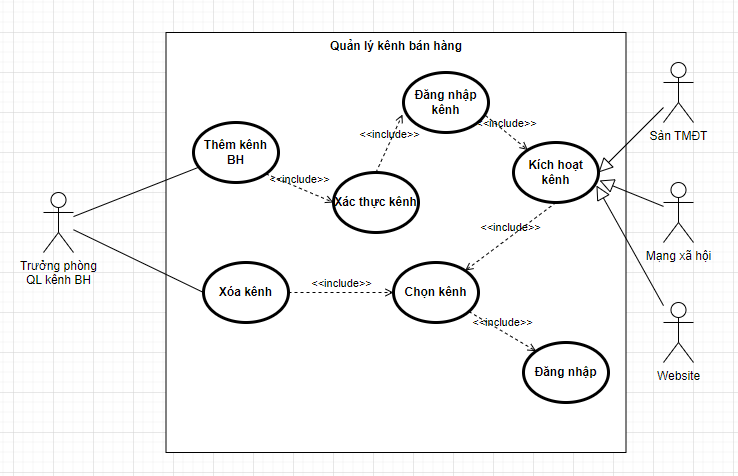 Quản lý kênh bán hàng
Đăng nhập
kênh
<<include>>
<<include>>
Thêm kênh
BH
<<include>>
Xác thực kênh
Kích hoạt
kênh
Sàn TMĐT
Trưởng phòng
QL kênh BH
<<include>>
Mạng xã hội
Xóa kênh
<<include>>
Chọn kênh
<<include>>
Đăng nhập
Website